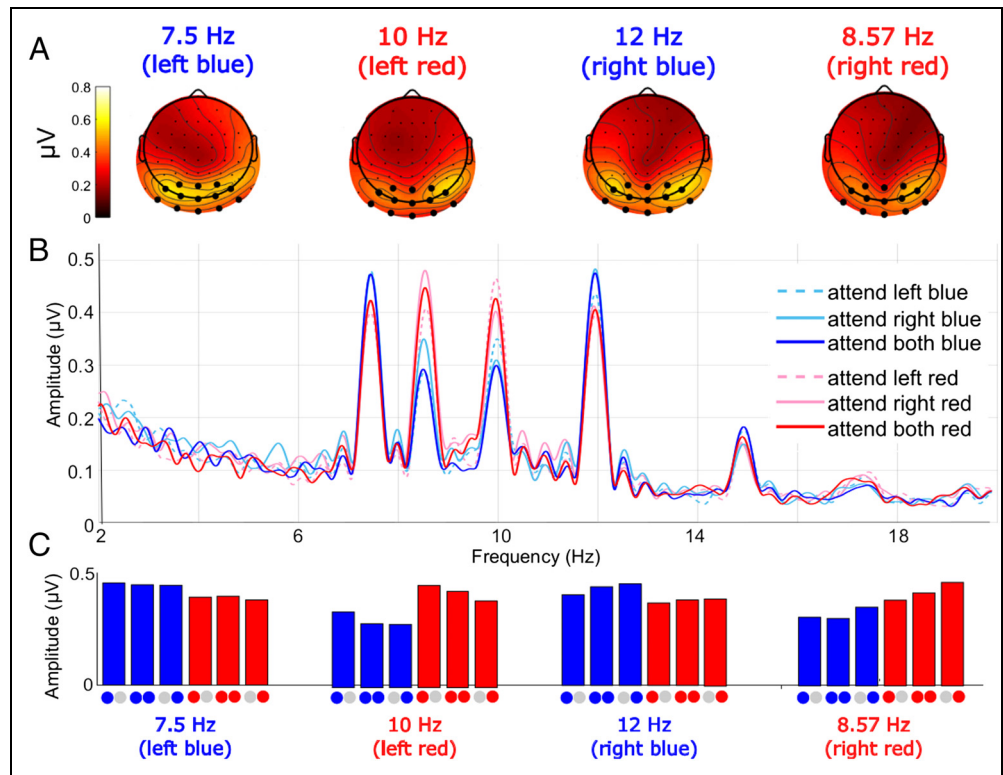 A
7.5 Hz
(left blue)
10 Hz
(left red)
12 Hz
(right blue)
8.57 Hz
(right red)
µV
0.8
0.6
0.4
0.2
0
B
Amplitude (µV)
0.5
0.4
0.3
0.2
0.1
0
2
6
10
14
18
Frequency (Hz)
attend left blue
attend right blue
attend both blue
attend left red
attend right red
attend both red
C
Amplitude (µV)
0.5
0
7.5 Hz
(left blue)
10 Hz
(left red)
12 Hz
(right blue)
8.57 Hz
(right red)